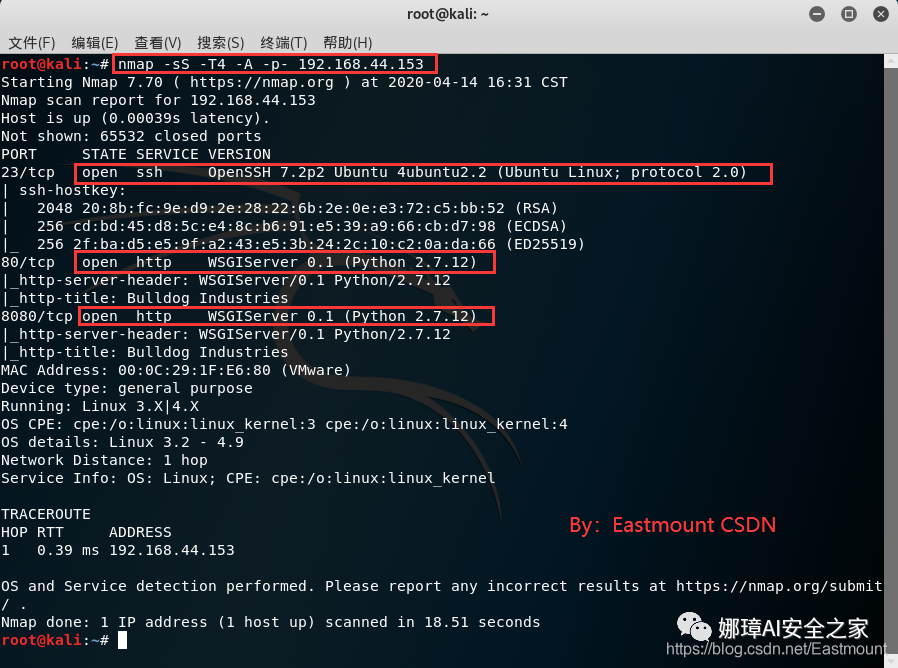 root@kali: ~
文件(F) 编辑(E) 查看(V) 搜索(S) 终端(T) 帮助(H)
root@kali:~# nmap -sS -T4 -A -p- 192.168.44.153
Starting Nmap 7.70 ( https://nmap.org ) at 2020-04-14 16:31 CST
Nmap scan report for 192.168.44.153
Host is up (0.00039s latency).
Not shown: 65532 closed ports
PORT     STATE SERVICE VERSION
23/tcp   open  ssh     OpenSSH 7.2p2 Ubuntu 4ubuntu2.2 (Ubuntu Linux; protocol 2.0)
| ssh-hostkey:
|   2048 20:8b:fc:9e:d9:2e:28:22:6b:2e:0e:e3:72:c5:bb:52 (RSA)
|   256 cd:bd:45:d8:5c:e4:8c:b6:91:e5:39:a9:66:cb:d7:98 (ECDSA)
|_  256 2f:ba:d5:e5:9f:a2:43:e5:3b:24:2c:10:c2:0a:da:66 (ED25519)
80/tcp   open  http    WSGIServer 0.1 (Python 2.7.12)
|_http-server-header: WSGIServer/0.1 Python/2.7.12
|_http-title: Bulldog Industries
8080/tcp open  http    WSGIServer 0.1 (Python 2.7.12)
|_http-server-header: WSGIServer/0.1 Python/2.7.12
|_http-title: Bulldog Industries
MAC Address: 00:0C:29:1F:E6:80 (VMware)
Device type: general purpose
Running: Linux 3.X|4.X
OS CPE: cpe:/o:linux:linux_kernel:3 cpe:/o:linux:linux_kernel:4
OS details: Linux 3.2 - 4.9
Network Distance: 1 hop
Service Info: OS: Linux; CPE: cpe:/o:linux:linux_kernel
TRACEROUTE
HOP RTT     ADDRESS
1   0.39 ms 192.168.44.153
By：Eastmount CSDN
OS and Service detection performed. Please report any incorrect results at https://nmap.org/submit
/ .
Nmap done: 1 IP address (1 host up) scanned in 18.51 seconds
root@kali:~#
娜璋AI安全之家
https://blog.csdn.net/Eastmount